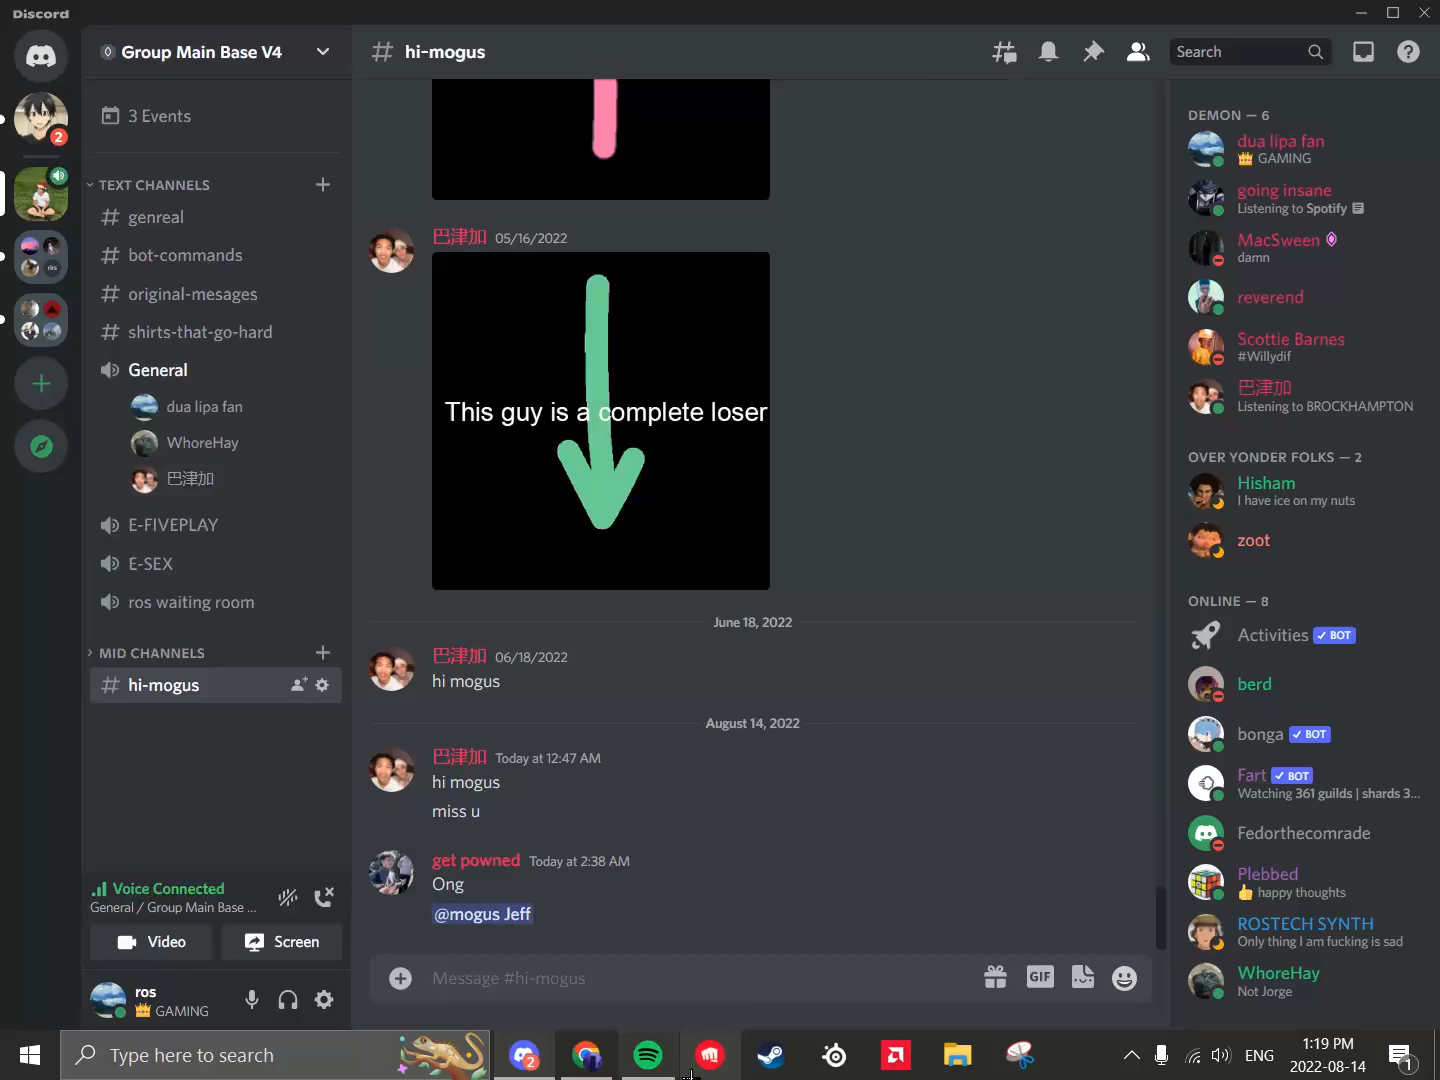 Discord
Group Main Base V4
hi-mogus
Search
3 Events
2
TEXT CHANNELS
genreal
bot-commands
original-mesages
shirts-that-go-hard
General
dua lipa fan
WhoreHay
巴津加
E-FIVEPLAY
E-SEX
ros waiting room
MID CHANNELS
hi-mogus
Voice Connected
General / Group Main Base ...
Video
Screen
ros
GAMING
巴津加 05/16/2022
This guy is a complete loser
June 18, 2022
巴津加 06/18/2022
hi mogus
August 14, 2022
巴津加 Today at 12:47 AM
hi mogus
miss u
get powned Today at 2:38 AM
Ong
@mogus Jeff
Message #hi-mogus
GIF
DEMON — 6
dua lipa fan
GAMING
going insane
Listening to Spotify
MacSween
damn
reverend
Scottie Barnes
#Willydif
巴津加
Listening to BROCKHAMPTON
OVER YONDER FOLKS — 2
Hisham
I have ice on my nuts
zoot
ONLINE — 8
Activities BOT
berd
bonga BOT
Fart BOT
Watching 361 guilds | shards 3...
Fedorthecomrade
Plebbed
happy thoughts
ROSTECH SYNTH
Only thing I am fucking is sad
WhoreHay
Not Jorge
Type here to search
2
ENG
1:19 PM
2022-08-14
1